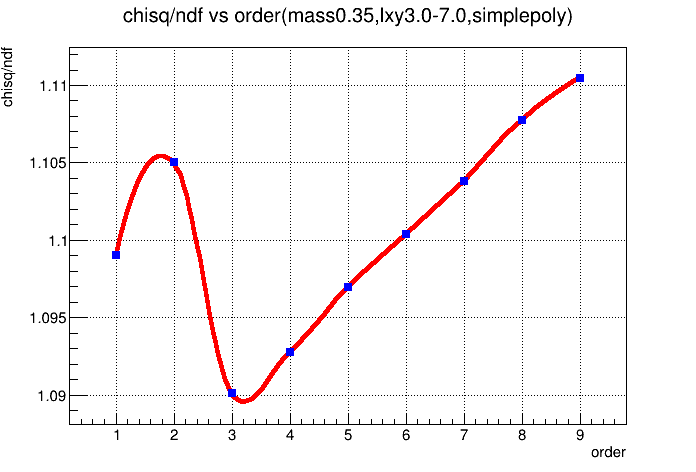 chisq/ndf vs order(mass0.35,lxy3.0-7.0,simplepoly)
chisq/ndf
1.11
1.105
1.1
1.095
1.09
1 2 3 4 5 6 7 8 9
order